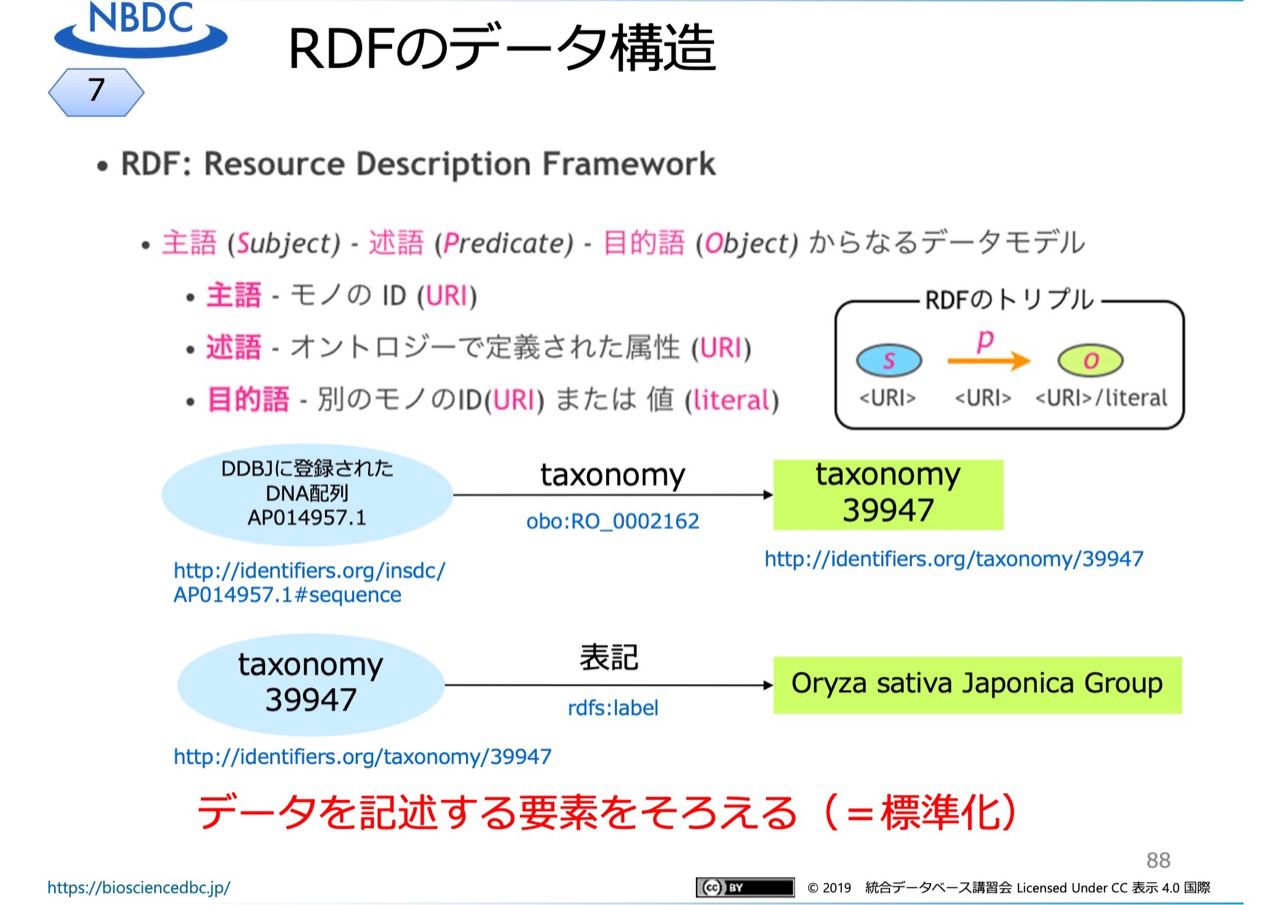 NBDC
RDFのデータ構造
7
• RDF: Resource Description Framework
• 主語 (Subject) - 述語 (Predicate) - 目的語 (Object) からなるデータモデル
• 主語 - モノの ID (URI)
• 述語 - オントロジーで定義された属性 (URI)
• 目的語 - 別のモノのID(URI) または 値 (literal)
RDFのトリプル
S
P
O
<URI>
<URI>
<URI>/literal
DDBJに登録された
DNA配列
AP014957.1
http://identifiers.org/insdc/
AP014957.1#sequence
taxonomy
obo:RO_0002162
taxonomy
39947
http://identifiers.org/taxonomy/39947
taxonomy
39947
http://identifiers.org/taxonomy/39947
表記
rdfs:label
Oryza sativa Japonica Group
データを記述する要素をそろえる（＝標準化）
88
https://biosciencedbc.jp/
cc BY
© 2019 統合データベース講習会 Licensed Under CC 表示 4.0 国際